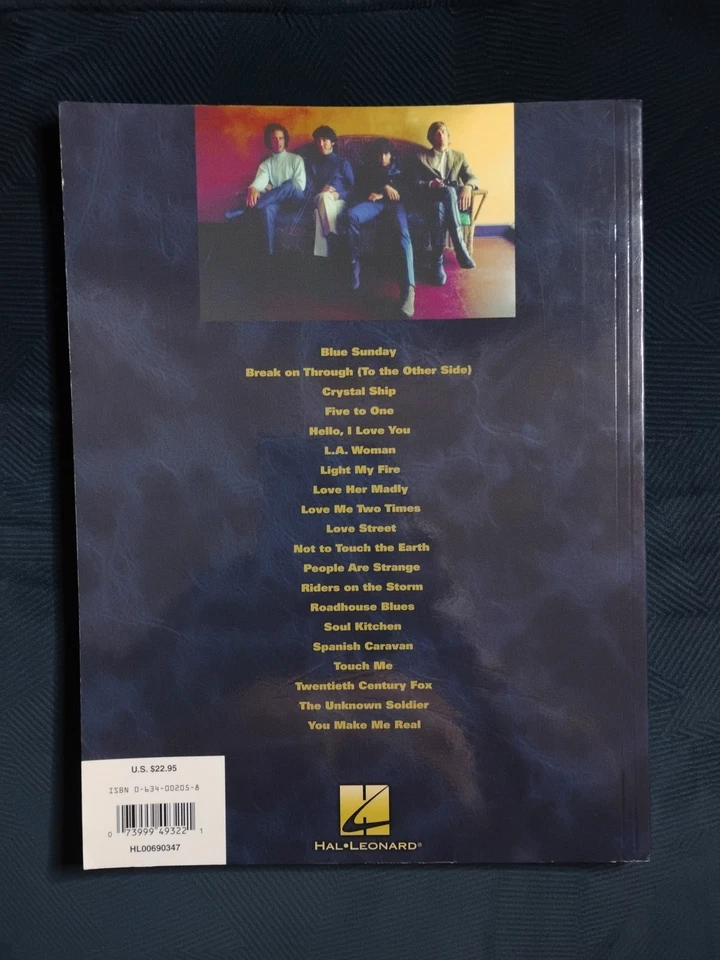 Blue Sunday
Break on Through (To the Other Side)
Crystal Ship
Five to One
Hello, I Love You
L.A. Woman
Light My Fire
Love Her Madly
Love Me Two Times
Love Street
Not to Touch the Earth
People Are Strange
Riders on the Storm
Roadhouse Blues
Soul Kitchen
Spanish Caravan
Touch Me
Twentieth Century Fox
The Unknown Soldier
You Make Me Real
U.S. $22.95
ISBN 0-634-00205-8
0 73999 49322 1
HL00690347
HAL•LEONARD®